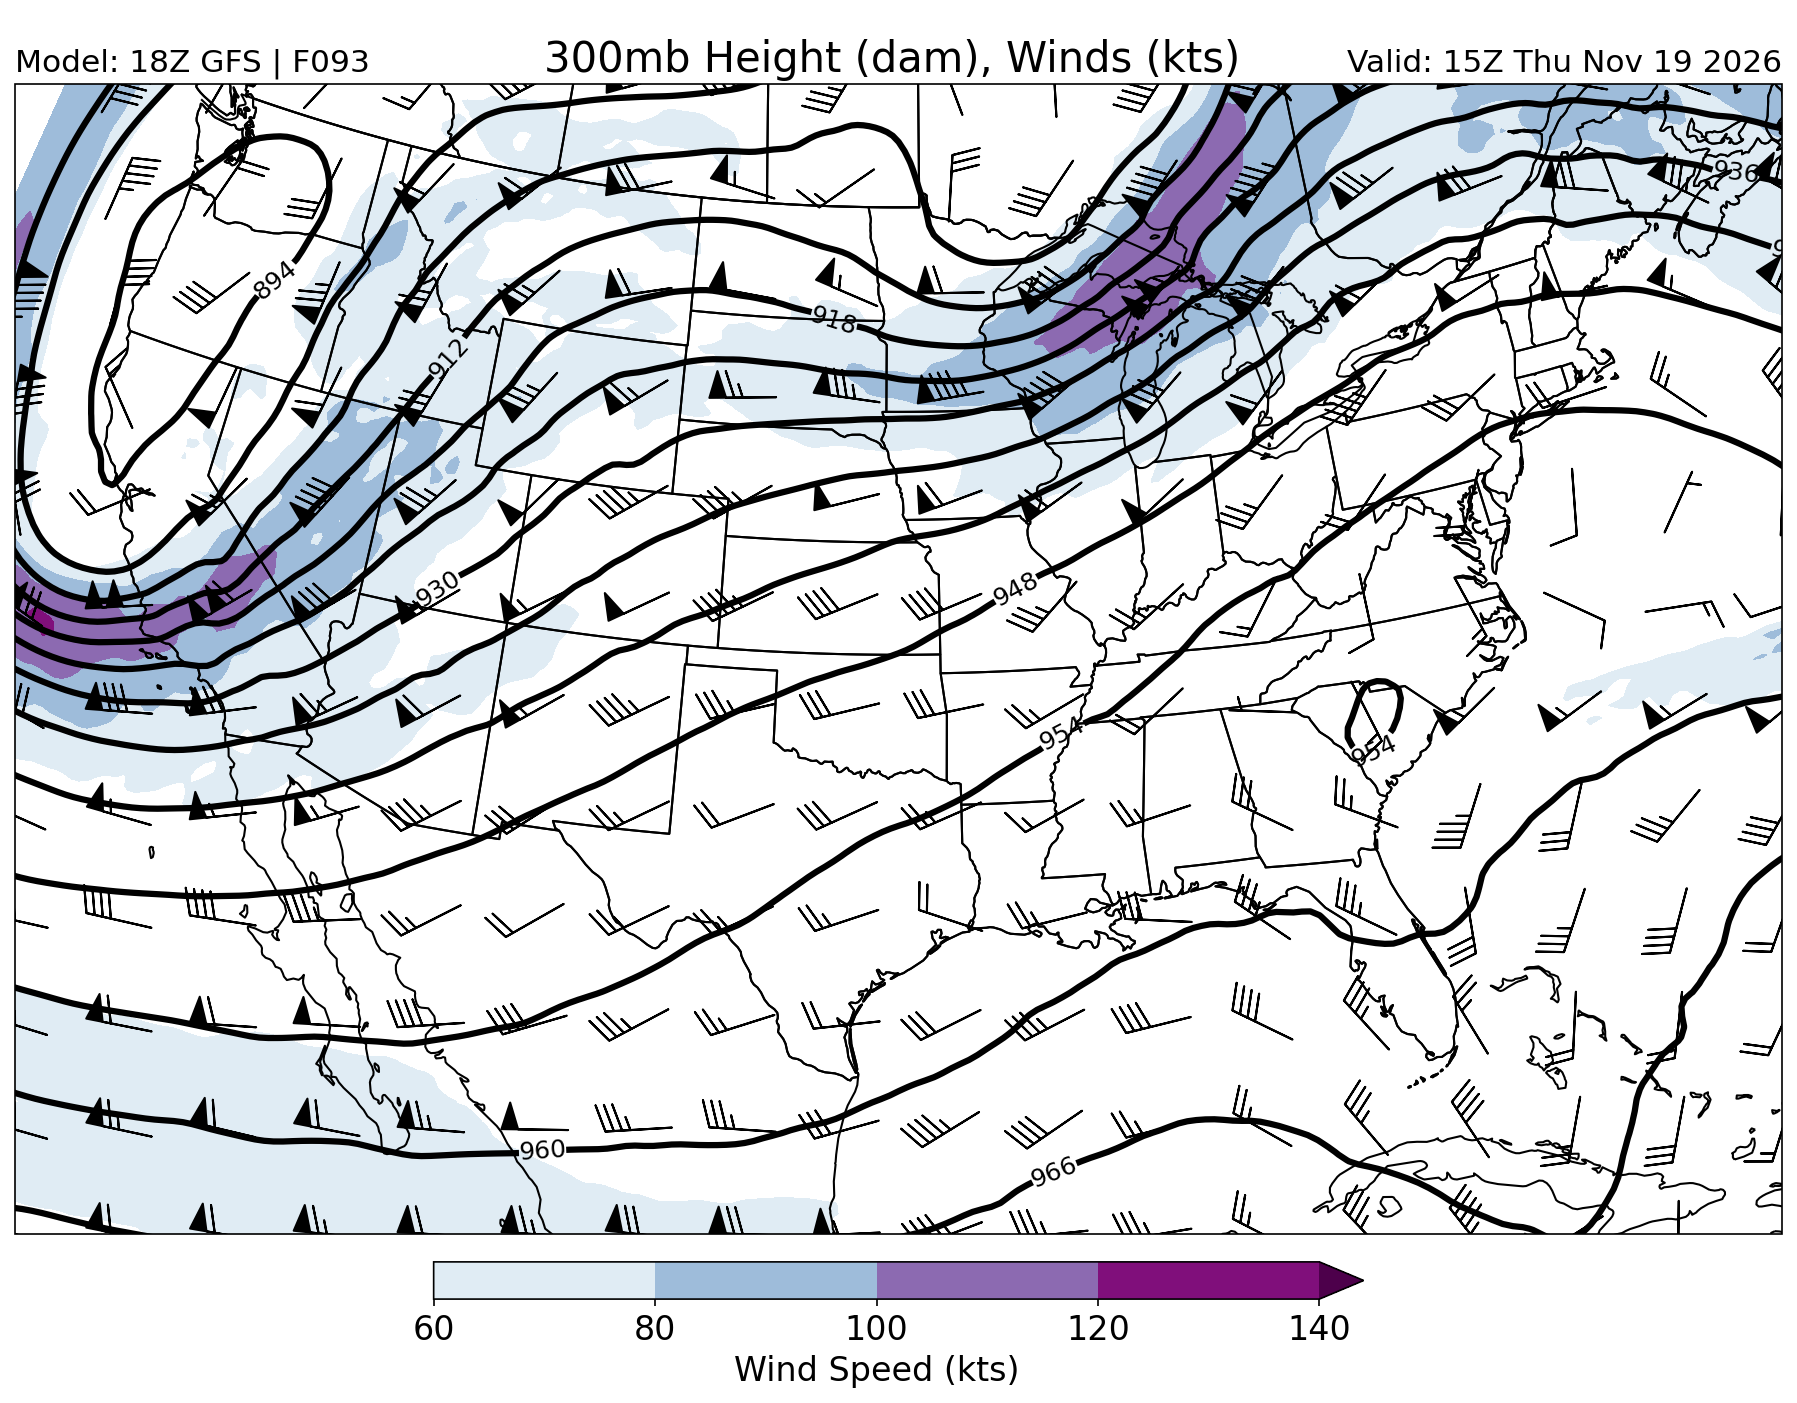 Model: 18Z GFS | F093
300mb Height (dam), Winds (kts)
Valid: 15Z Thu Nov 19 2026
936
894
918
912
930
948
954
954
960
966
60 80 100 120 140
Wind Speed (kts)